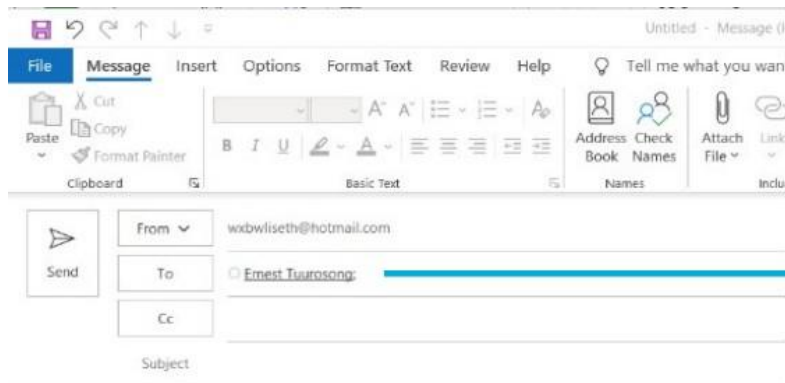 Untitled - Message (
File Message Insert Options Format Text Review Help Tell me what you wan
Paste
Cut
Copy
Format Painter
Clipboard
B I U
Basic Text
Address Book
Check Names
Names
Attach File
Link
Inclu
Send
From
wxbwliseth@hotmail.com
To
Ernest Tuurosong;
Cc
Subject